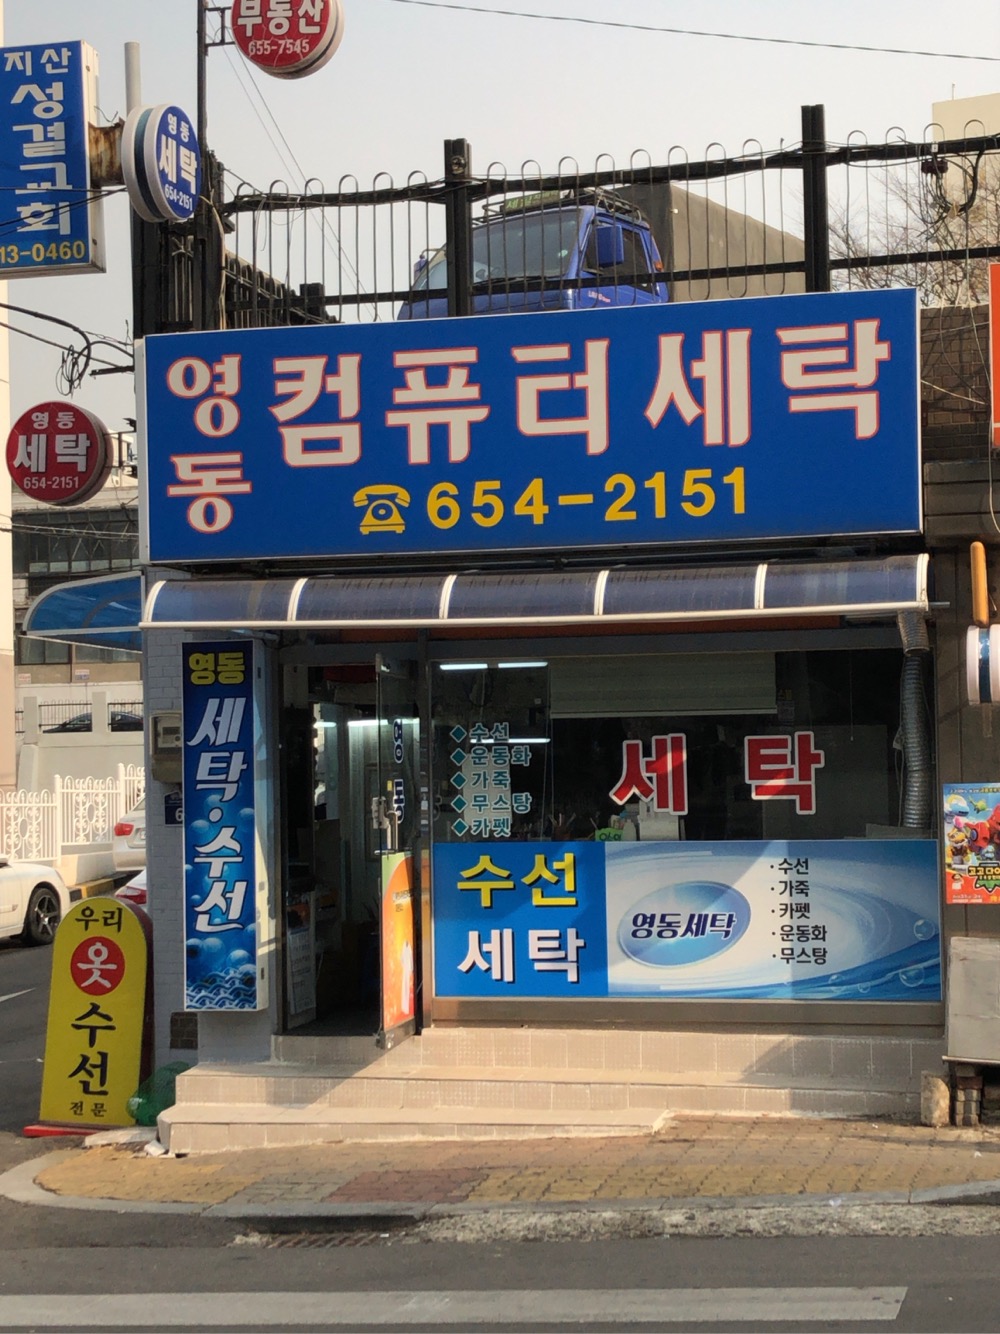 부동산
655-7545
지산
성결교회
13-0460
영동
세탁
654-2151
영동
컴퓨터세탁
☎654-2151
영동
세탁
654-2151
영동
세탁·수선
영동
◆수선
◆운동화
◆가죽
◆무스탕
◆카펫
세탁
수선
세탁
영동세탁
·수선
·가죽
·카펫
·운동화
·무스탕
우리
옷
수선
전문